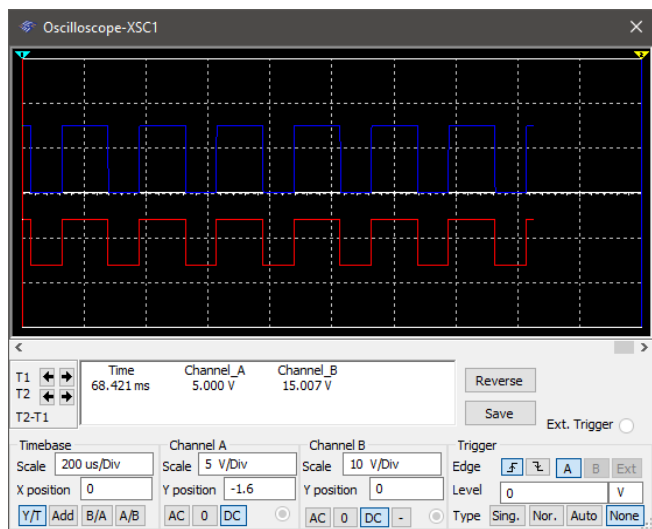 Oscilloscope-XSC1
1
2
T1
T2
T2-T1
Time Channel_A Channel_B
68.421 ms 5.000 V 15.007 V
Reverse
Save
Ext. Trigger
Timebase
Scale 200 us/Div
X position 0
Y/T Add B/A A/B
Channel A
Scale 5 V/Div
Y position -1.6
AC 0 DC
Channel B
Scale 10 V/Div
Y position 0
AC 0 DC -
Trigger
Edge A B Ext
Level 0 V
Type Sing. Nor. Auto None